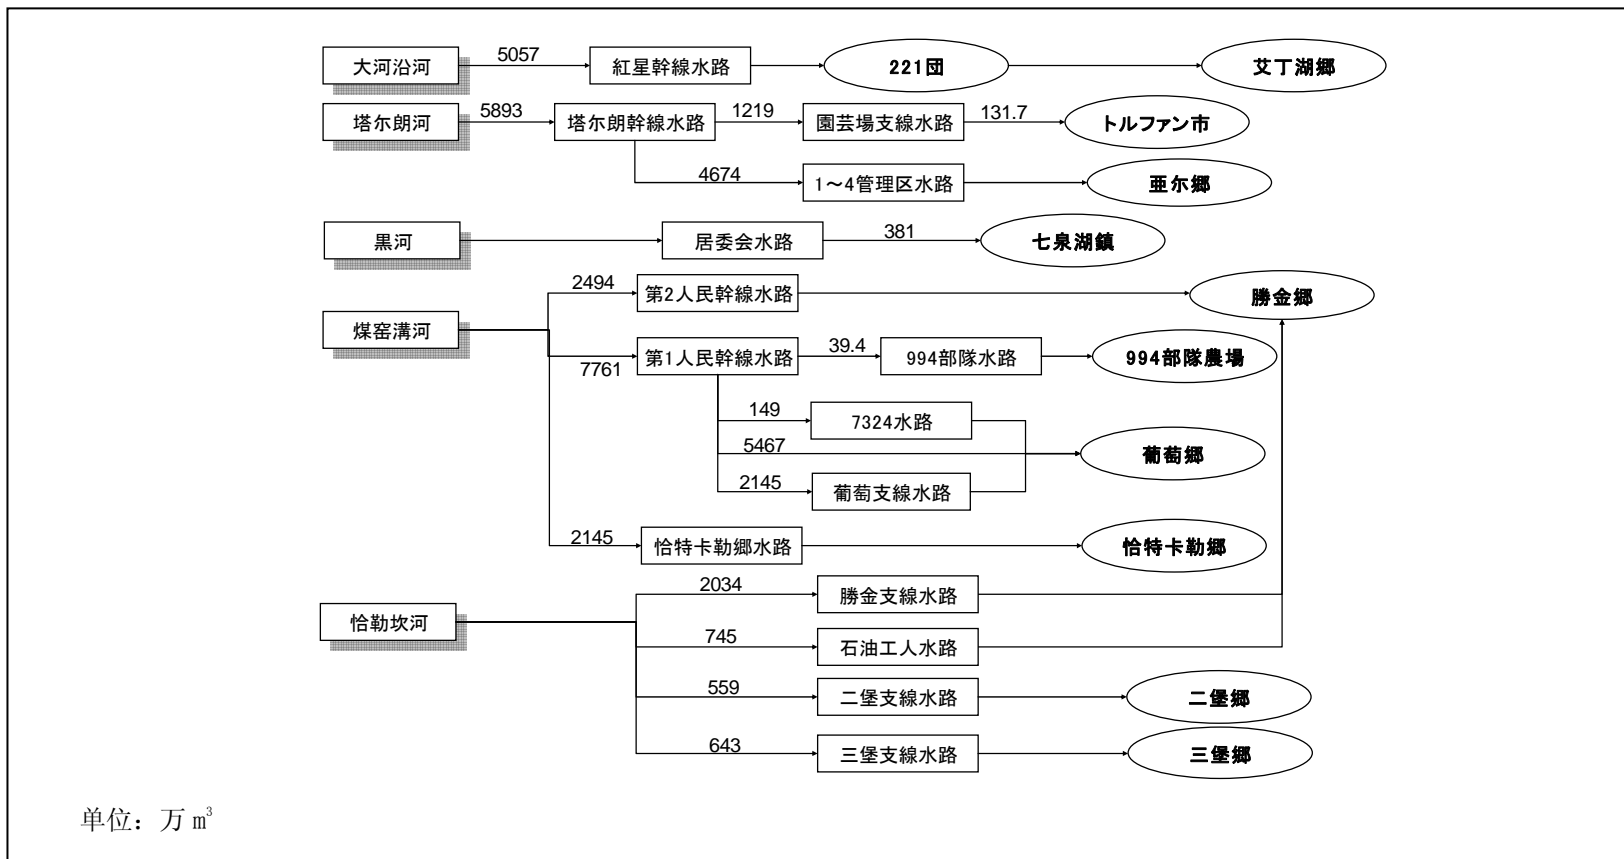 大河沿河 5057 紅星幹線水路 221団 艾丁湖郷
塔尓朗河 5893 塔尓朗幹線水路 1219 園芸場支線水路 131.7 トルファン市
4674 1～4管理区水路 亜尓郷
黒河 居委会水路 381 七泉湖鎮
2494 第2人民幹線水路 勝金郷
煤窑溝河
7761 第1人民幹線水路 39.4 994部隊水路 994部隊農場
149 7324水路
5467 葡萄郷
2145 葡萄支線水路
2145 恰特卡勒郷水路 恰特卡勒郷
2034 勝金支線水路
恰勒坎河
745 石油工人水路
559 二堡支線水路 二堡郷
643 三堡支線水路 三堡郷
单位：万 m³